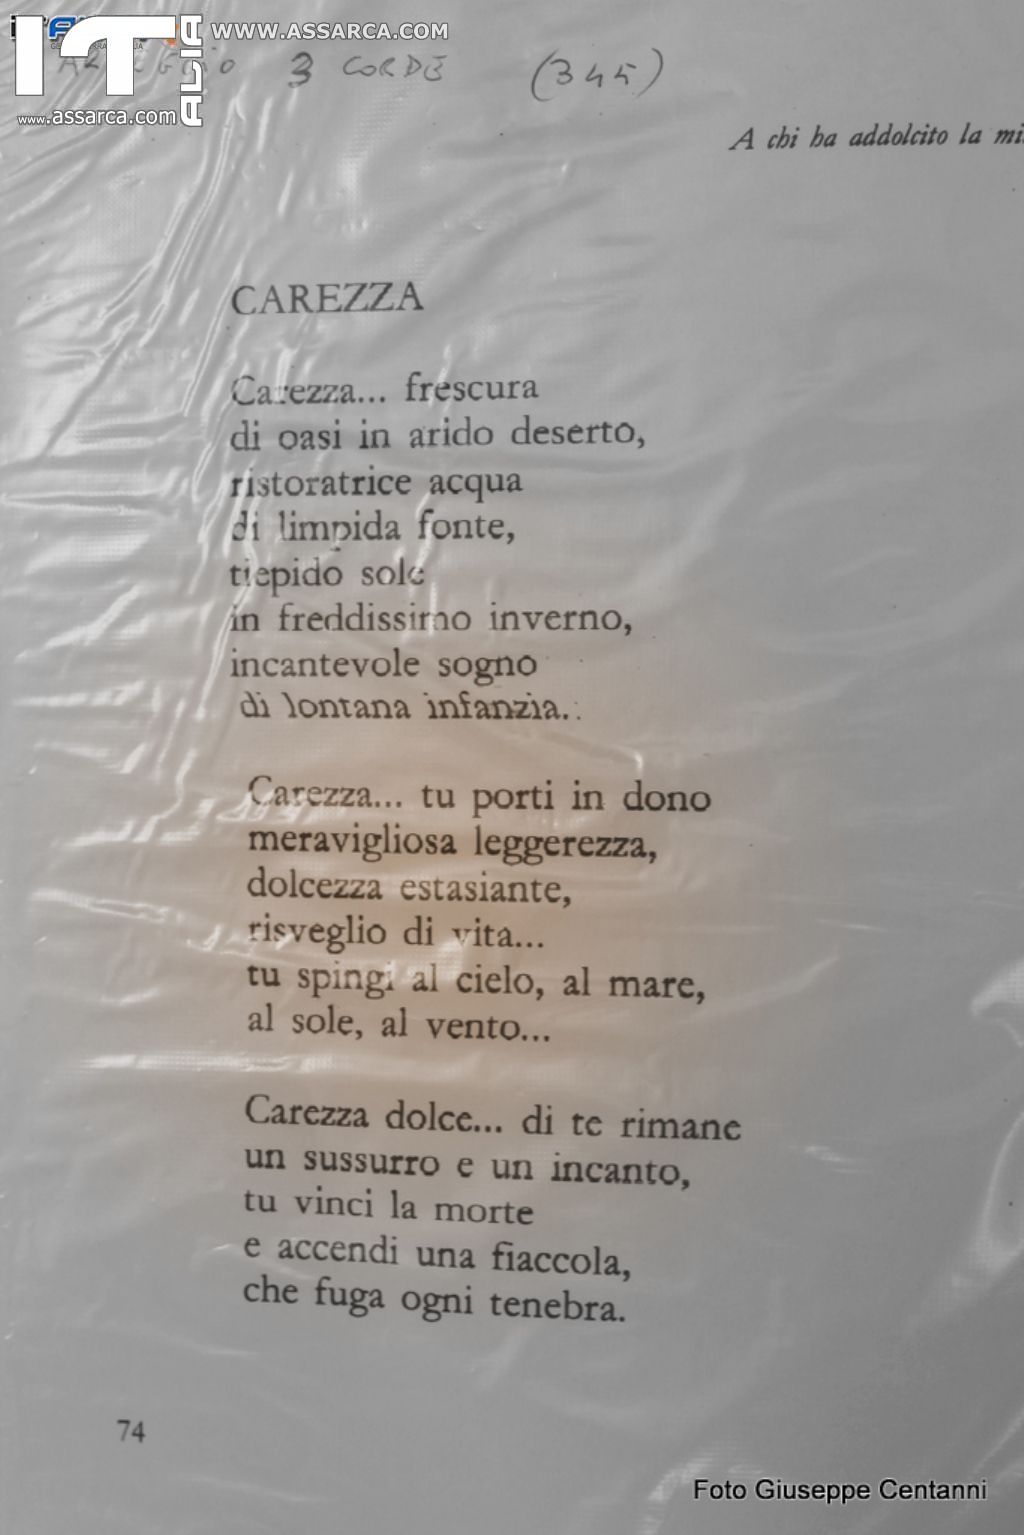 WWW.ASSARCA.COM
IT
ALIA
www.assarca.com
3 CORDE (345)
A chi ha addolcito la
CAREZZA
Carezza... frescura
di oasi in arido deserto,
ristoratrice acqua
di limpida fonte,
tiepido sole
in freddissimo inverno,
incantevole sogno
di lontana infanzia.
Carezza... tu porti in dono
meravigliosa leggerezza,
dolcezza estasiante,
risveglio di vita...
tu spingi al cielo, al mare,
al sole, al vento...
Carezza dolce... di te rimane
un sussurro e un incanto,
tu vinci la morte
e accendi una fiaccola,
che fuga ogni tenebra.
74
Foto Giuseppe Centanni